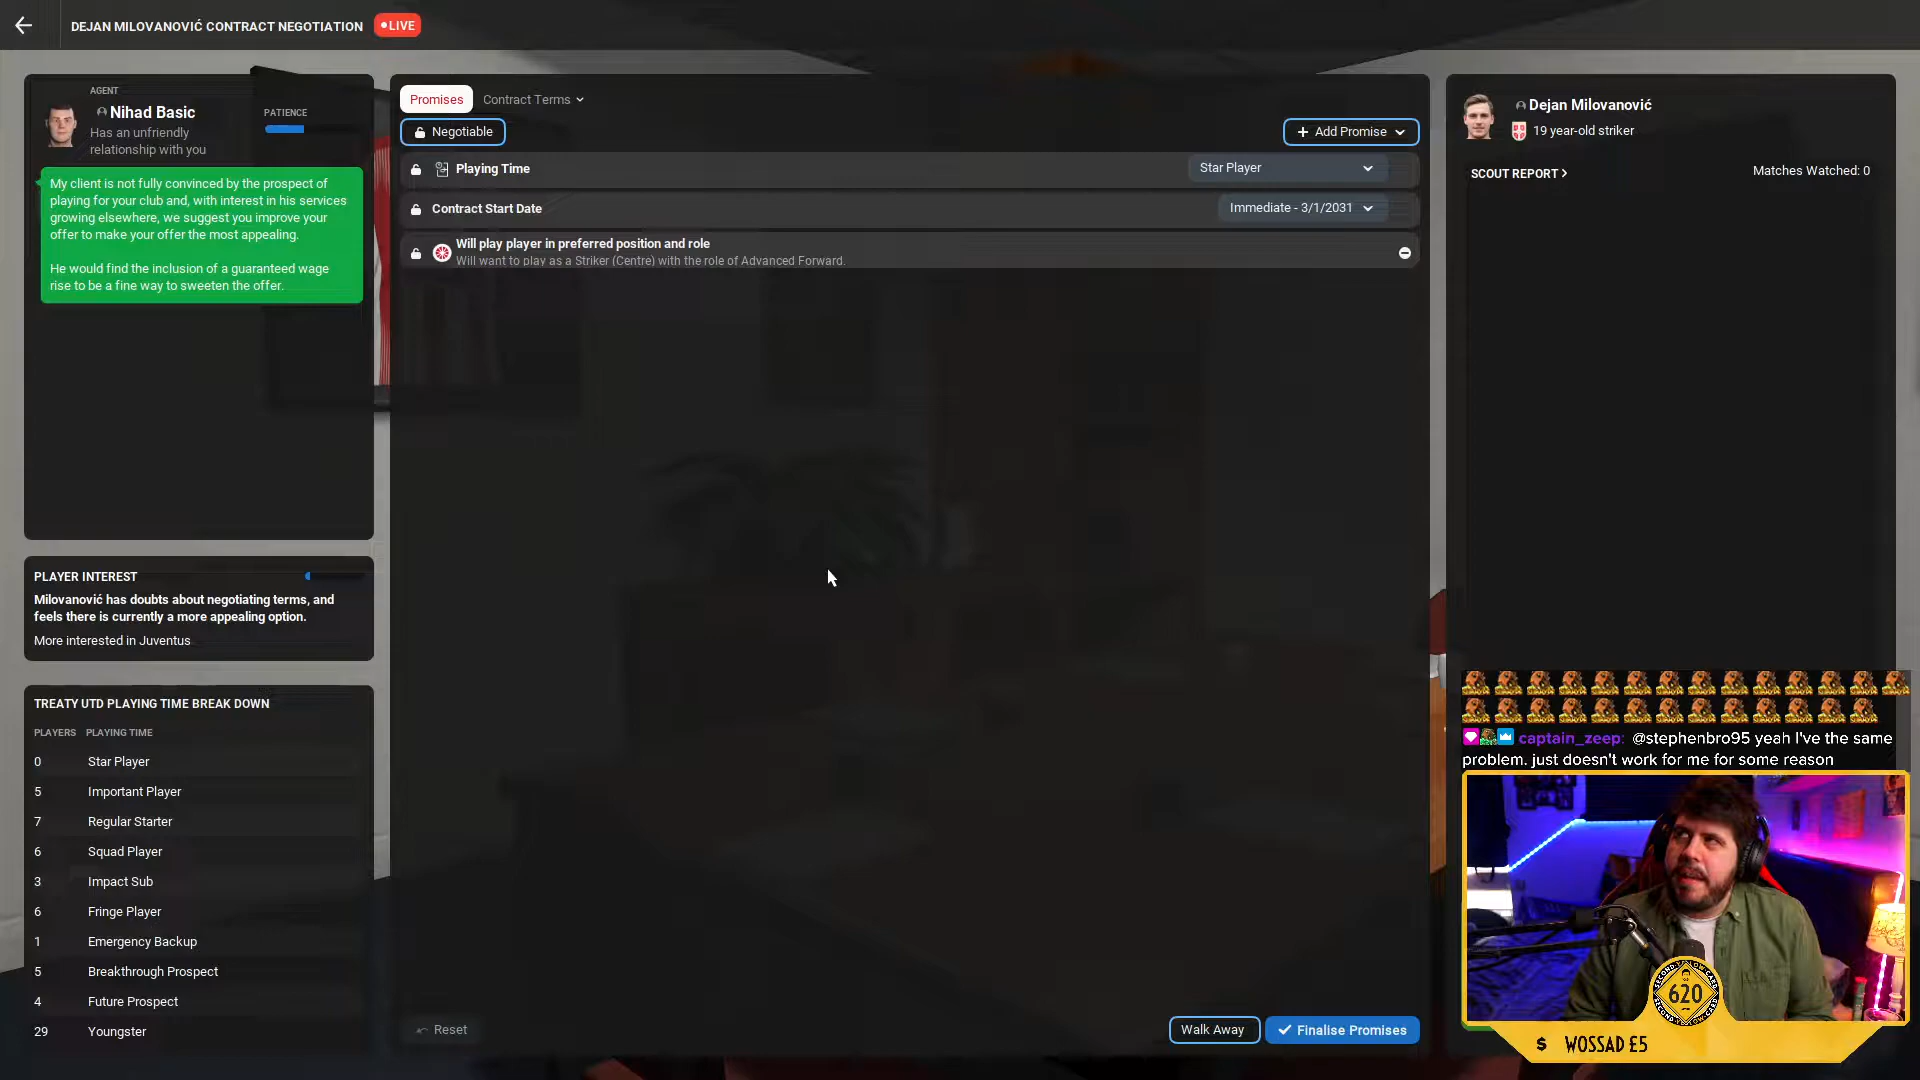 DEJAN MILOVANOVIĆ CONTRACT NEGOTIATION
LIVE
AGENT
Nihad Basic
Has an unfriendly
relationship with you
PATIENCE
My client is not fully convinced by the prospect of
playing for your club and, with interest in his services
growing elsewhere, we suggest you improve your
offer to make your offer the most appealing.
He would find the inclusion of a guaranteed wage
rise to be a fine way to sweeten the offer.
PLAYER INTEREST
Milovanović has doubts about negotiating terms, and
feels there is currently a more appealing option.
More interested in Juventus
TREATY UTD PLAYING TIME BREAK DOWN
PLAYERS PLAYING TIME
0 Star Player
5 Important Player
7 Regular Starter
6 Squad Player
3 Impact Sub
6 Fringe Player
1 Emergency Backup
5 Breakthrough Prospect
4 Future Prospect
29 Youngster
Promises Contract Terms
Negotiable
Add Promise
Playing Time Star Player
Contract Start Date Immediate - 3/1/2031
Will play player in preferred position and role
Will want to play as a Striker (Centre) with the role of Advanced Forward.
Reset
Walk Away
Finalise Promises
Dejan Milovanović
19 year-old striker
SCOUT REPORT
Matches Watched: 0
captain_zeep: @stephenbro95 yeah I've the same
problem. just doesn't work for me for some reason
620
$ WOSSAD £5